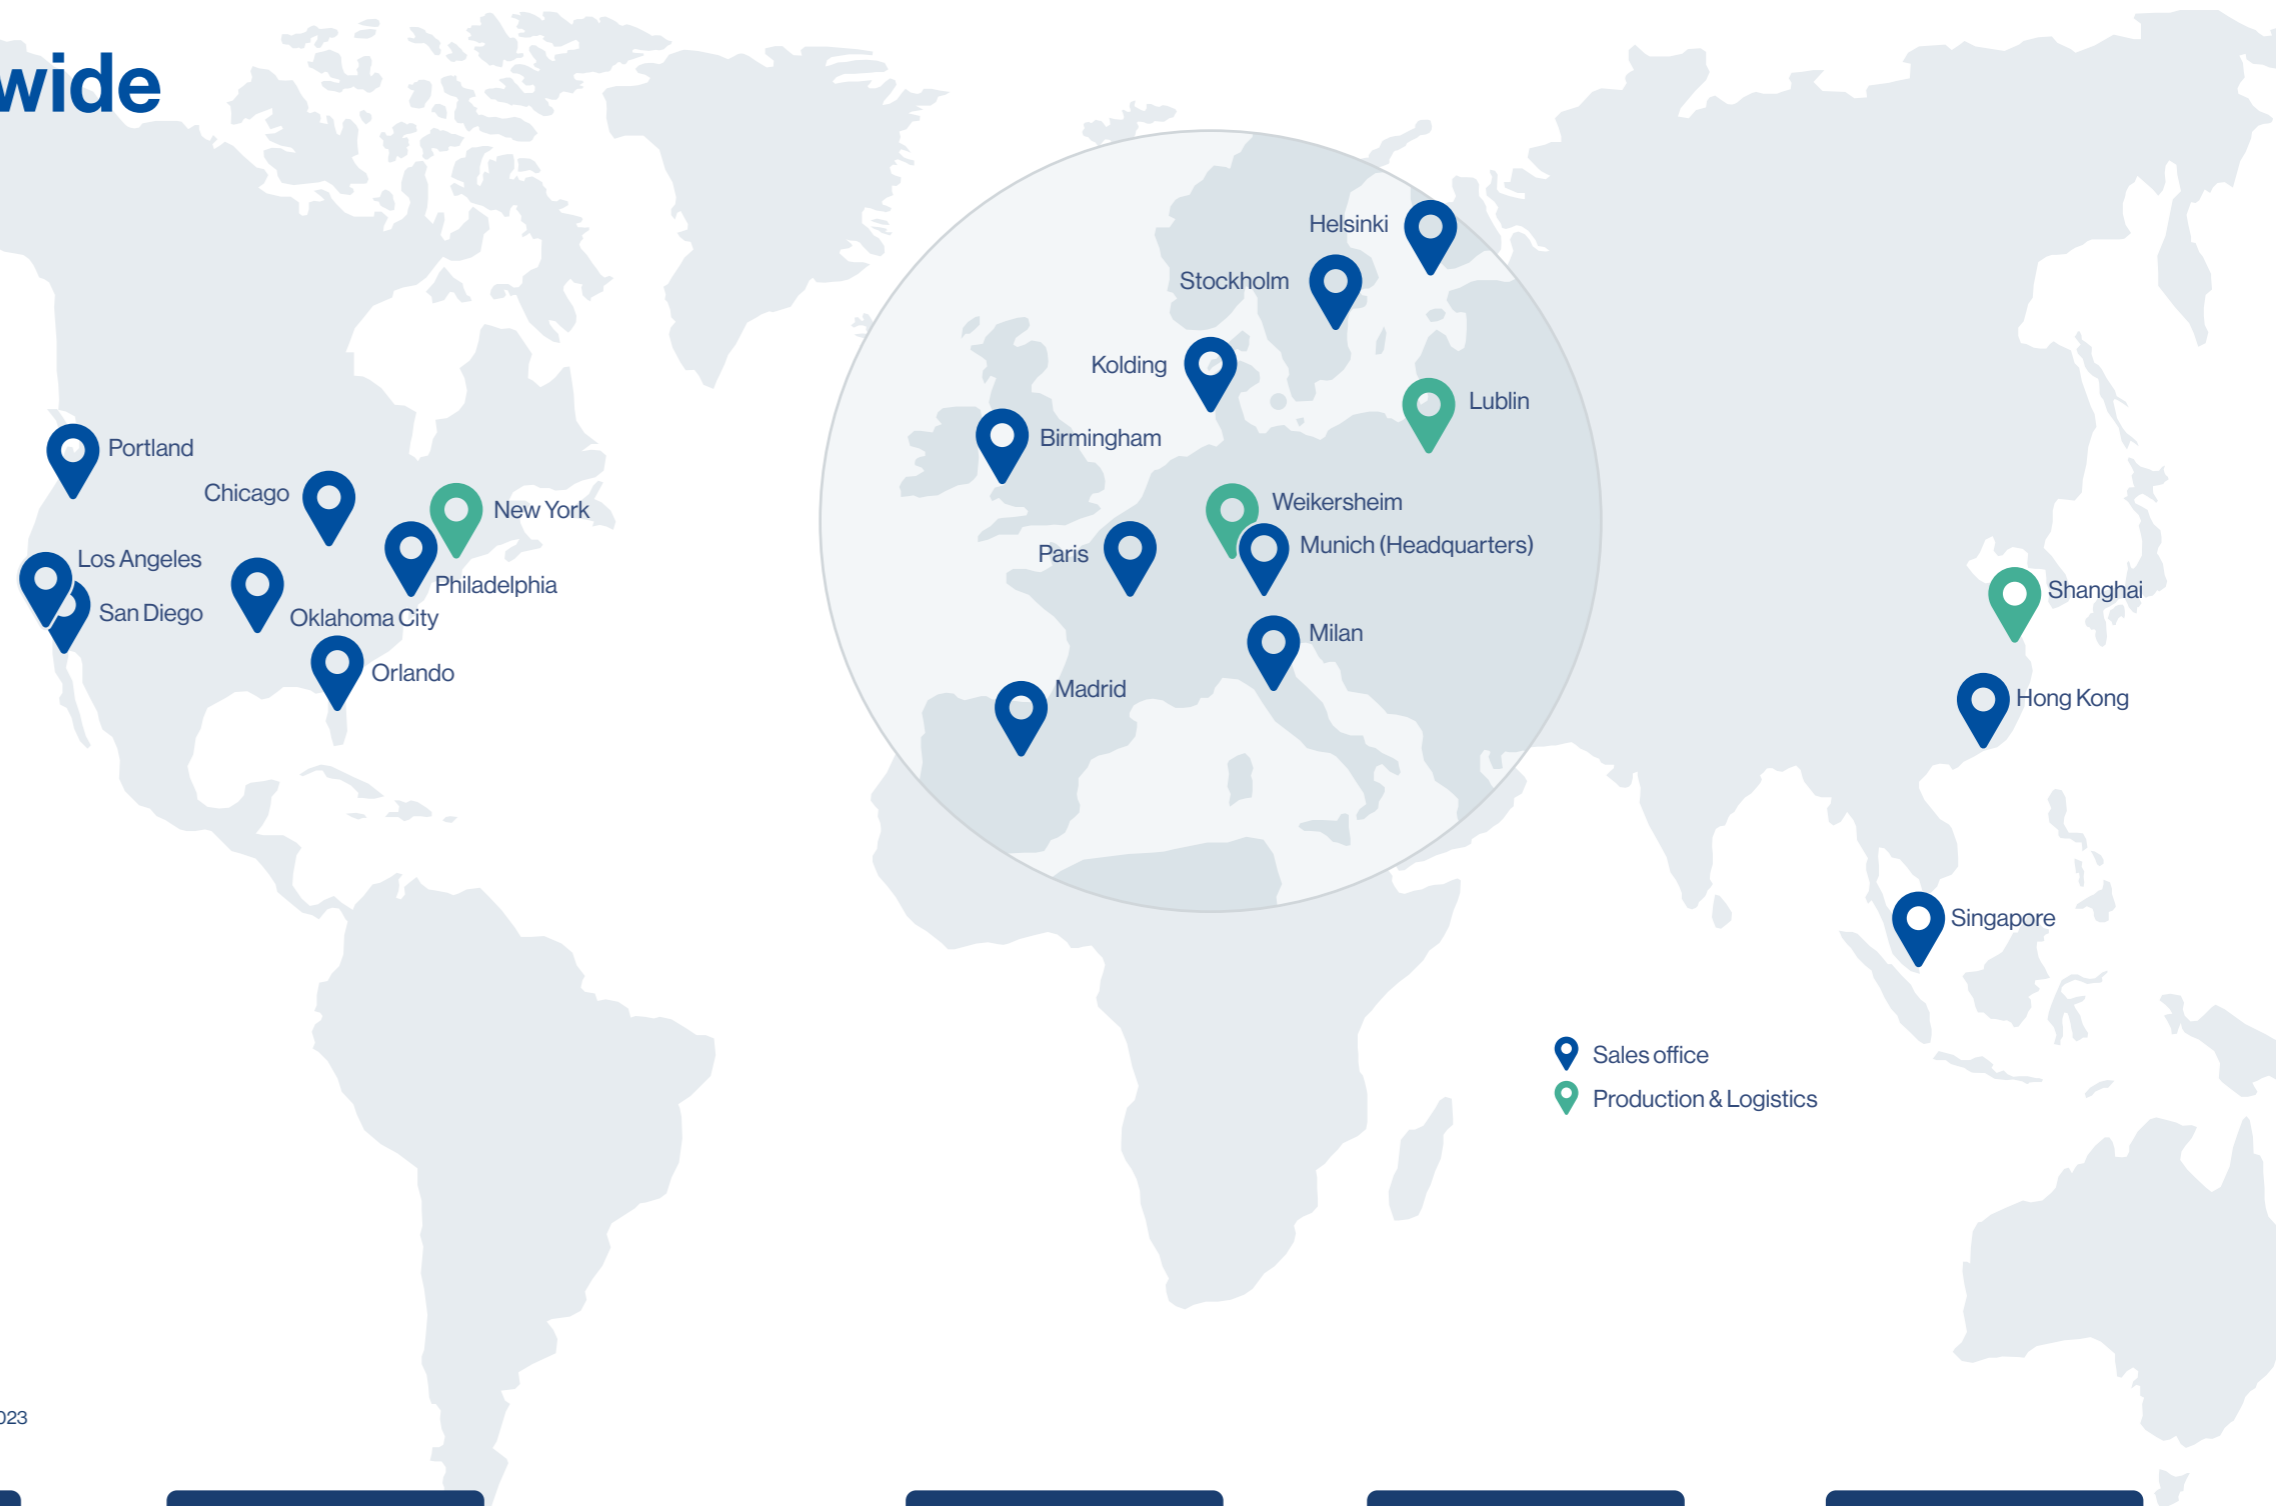 wide
Helsinki
Stockholm
Kolding
Lublin
Birmingham
Portland
Chicago
New York
Weikersheim
Munich (Headquarters)
Paris
Los Angeles
Philadelphia
San Diego
Oklahoma City
Shanghai
Milan
Orlando
Madrid
Hong Kong
Singapore
Sales office
Production & Logistics
023